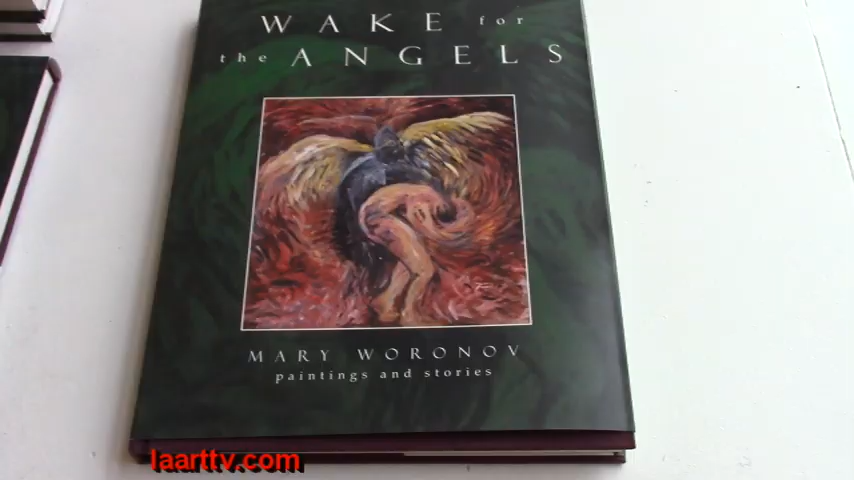 WAKE for
the ANGELS
MARY WORONOV
paintings and stories
laarttv.com